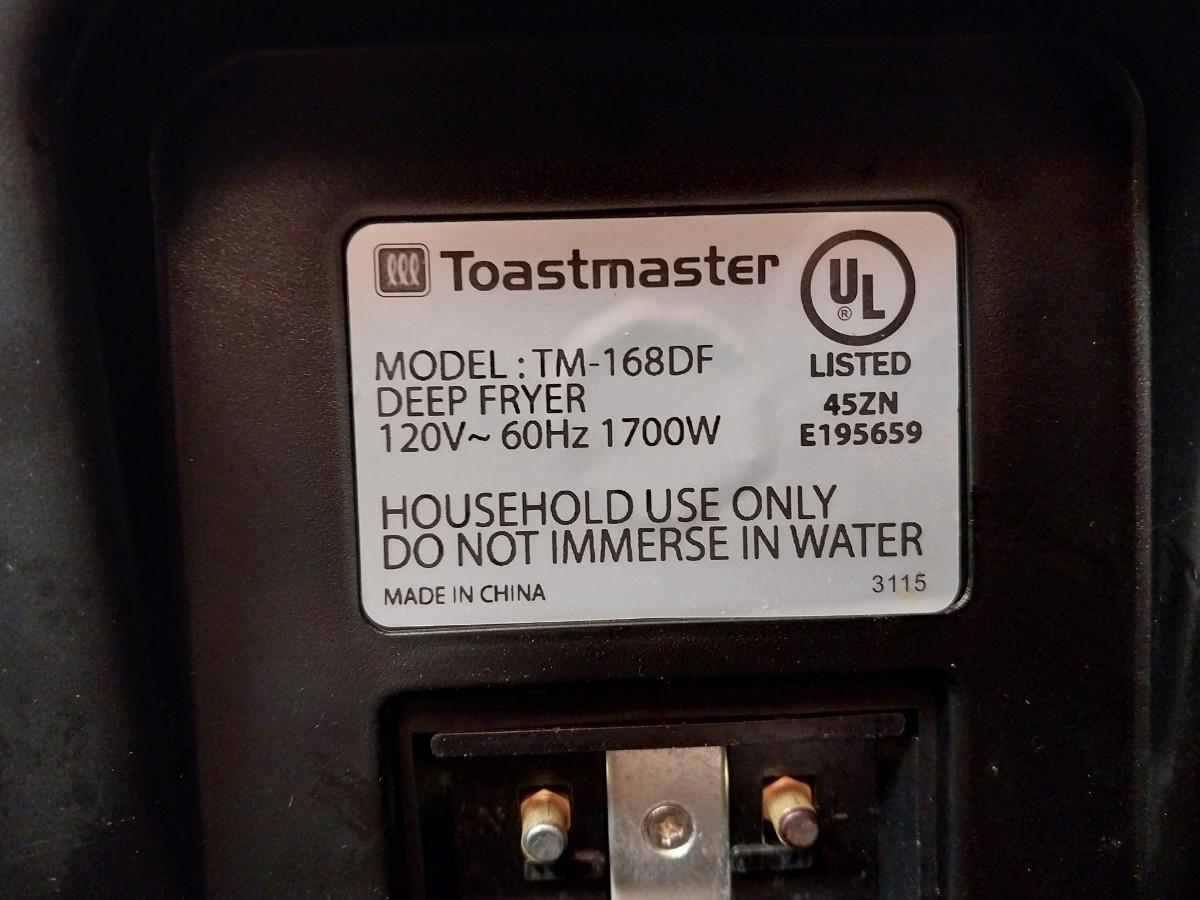 Toastmaster
MODEL : TM-168DF
DEEP FRYER
120V~ 60Hz 1700W
UL
®
LISTED
45ZN
E195659
HOUSEHOLD USE ONLY
DO NOT IMMERSE IN WATER
MADE IN CHINA
3115